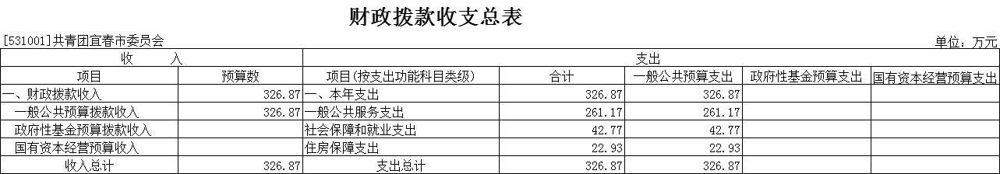 财政拨款收支总表
[531001]共青团宜春市委员会 单位：万元
收 入 支出
项目 预算数 项目(按支出功能科目类级) 合计 一般公共预算支出 政府性基金预算支出 国有资本经营预算支出
一、财政拨款收入 326.87 一、本年支出 326.87 326.87
一般公共预算拨款收入 326.87 一般公共服务支出 261.17 261.17
政府性基金预算拨款收入 社会保障和就业支出 42.77 42.77
国有资本经营预算收入 住房保障支出 22.93 22.93
收入总计 326.87 支出总计 326.87 326.87